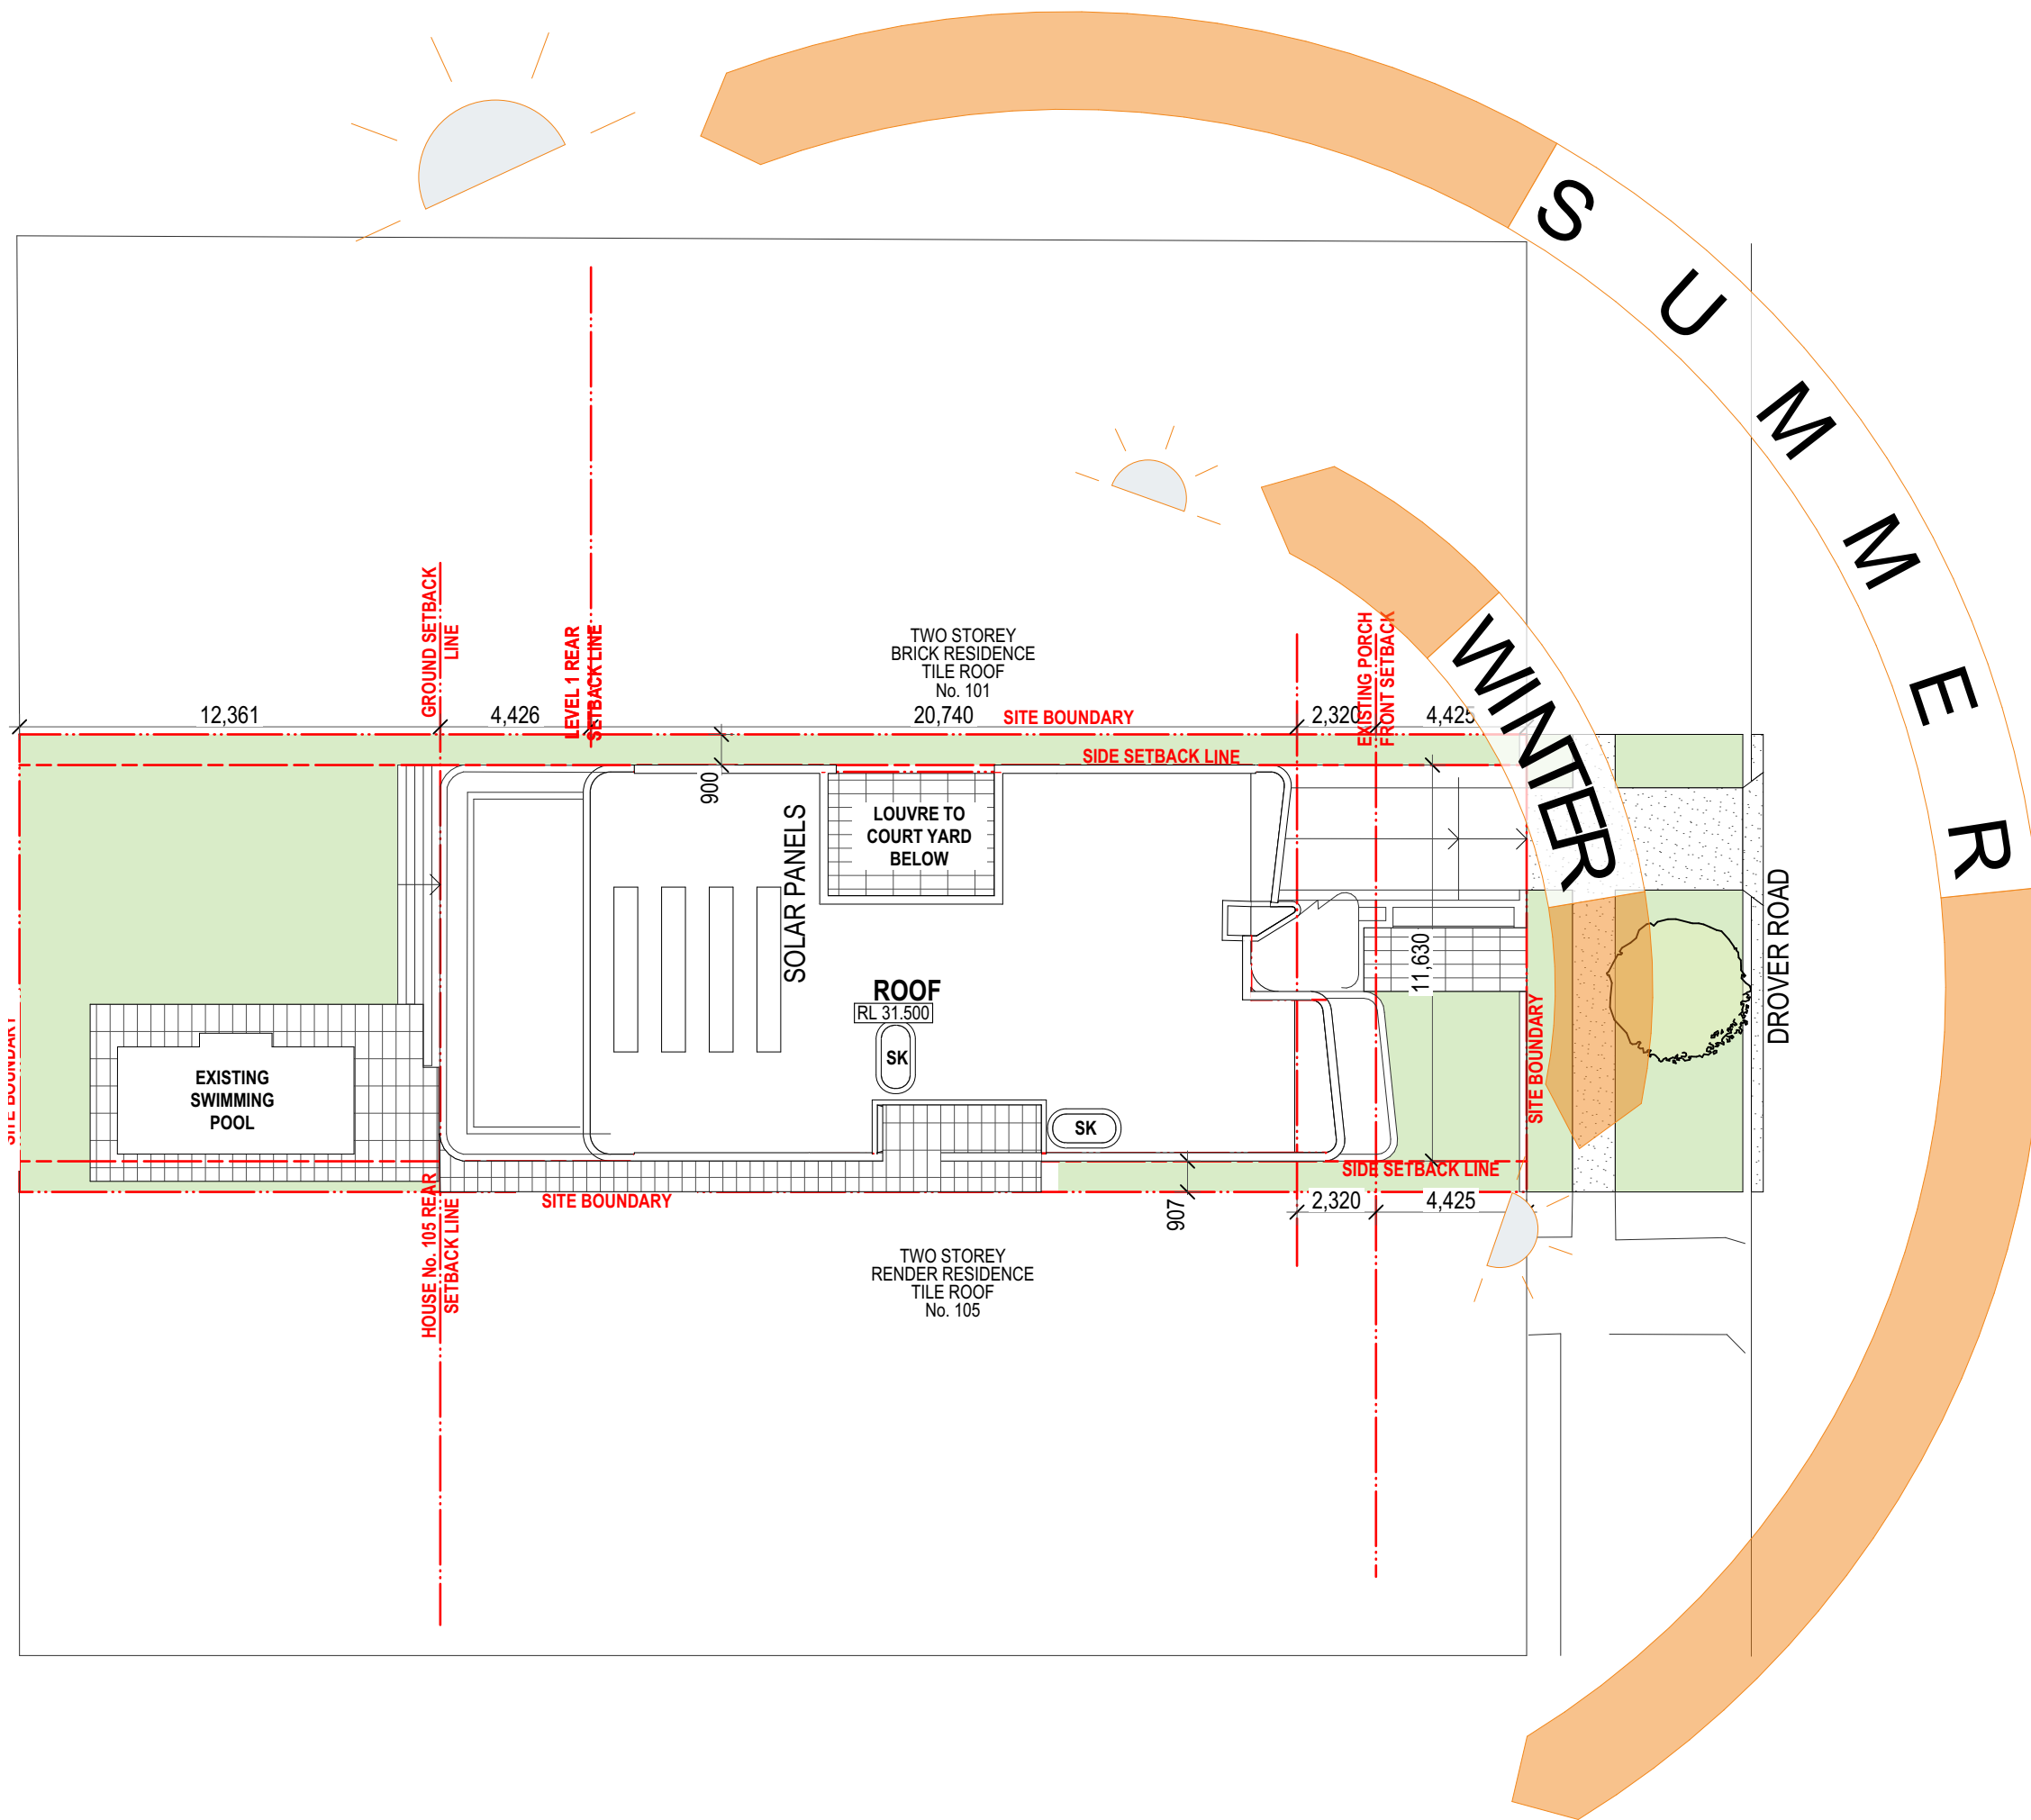 SUMMER
WINTER
GROUND SETBACK
LINE
LEVEL 1 REAR
SETBACK LINE
TWO STOREY
BRICK RESIDENCE
TILE ROOF
No. 101
EXISTING PORCH
FRONT SETBACK
12,361
4,426
20,740
SITE BOUNDARY
2,320
4,425
SIDE SETBACK LINE
900
SOLAR PANELS
LOUVRE TO
COURT YARD
BELOW
11,630
DROVER ROAD
ROOF
RL 31.500
SK
SK
EXISTING
SWIMMING
POOL
SITE BOUNDARY
SITE BOUNDARY
SIDE SETBACK LINE
SITE BOUNDARY
907
2,320
4,425
HOUSE No. 105 REAR
SETBACK LINE
TWO STOREY
RENDER RESIDENCE
TILE ROOF
No. 105